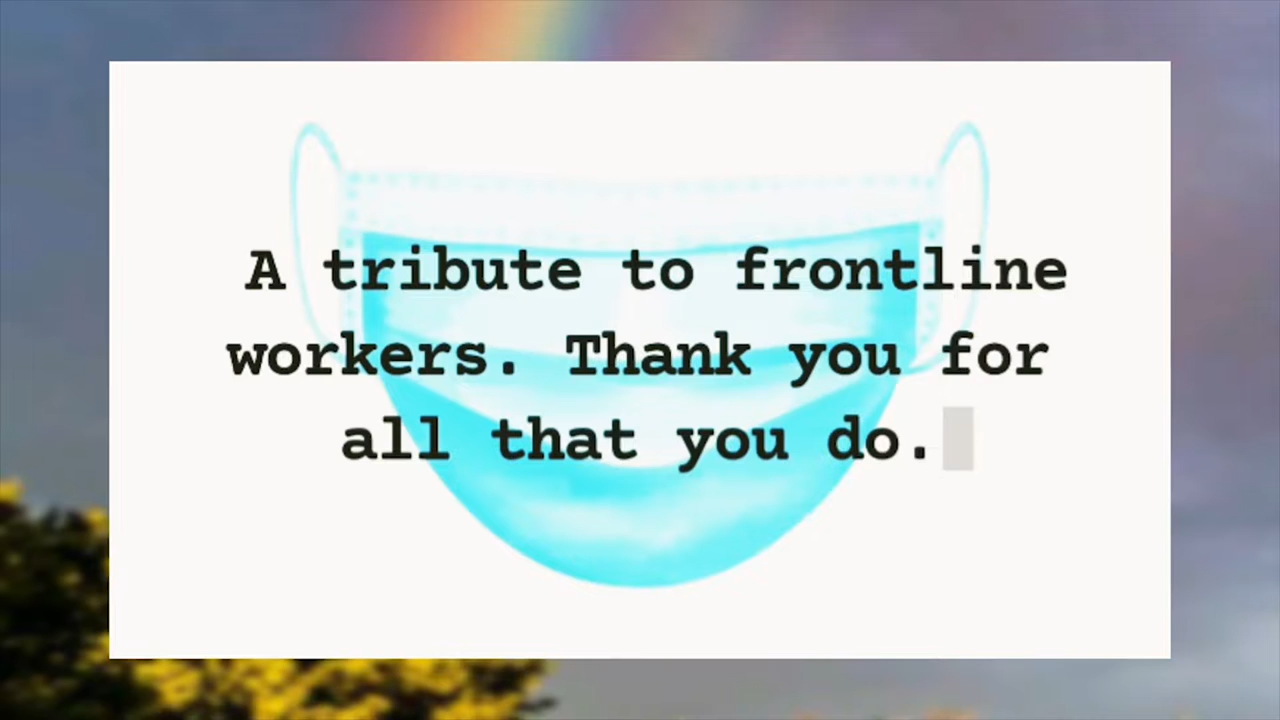 A tribute to frontline
workers. Thank you for
all that you do.